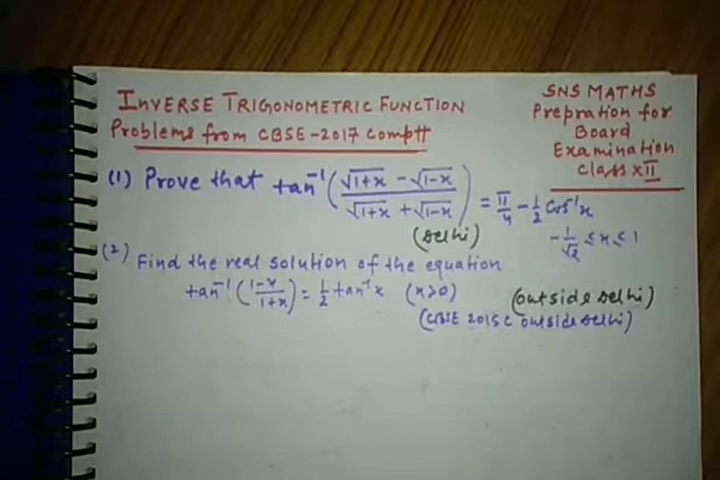 INVERSE TRIGONOMETRIC FUNCTION
Problems from CBSE-2017 Comptt
SNS MATHS
Prepration for
Board
Examination
Class XII
(1) Prove that tan⁻¹ ( (√1+x − √1−x) / (√1+x + √1−x) ) = π/4 − 1/2 Cos⁻¹x
(Delhi)
−1/√2 ≤ x ≤ 1
(2) Find the real solution of the equation
tan⁻¹ ( (1−x)/(1+x) ) = 1/2 tan⁻¹ x (x>0)
(outside Delhi)
(CBSE 2015C outside Delhi)